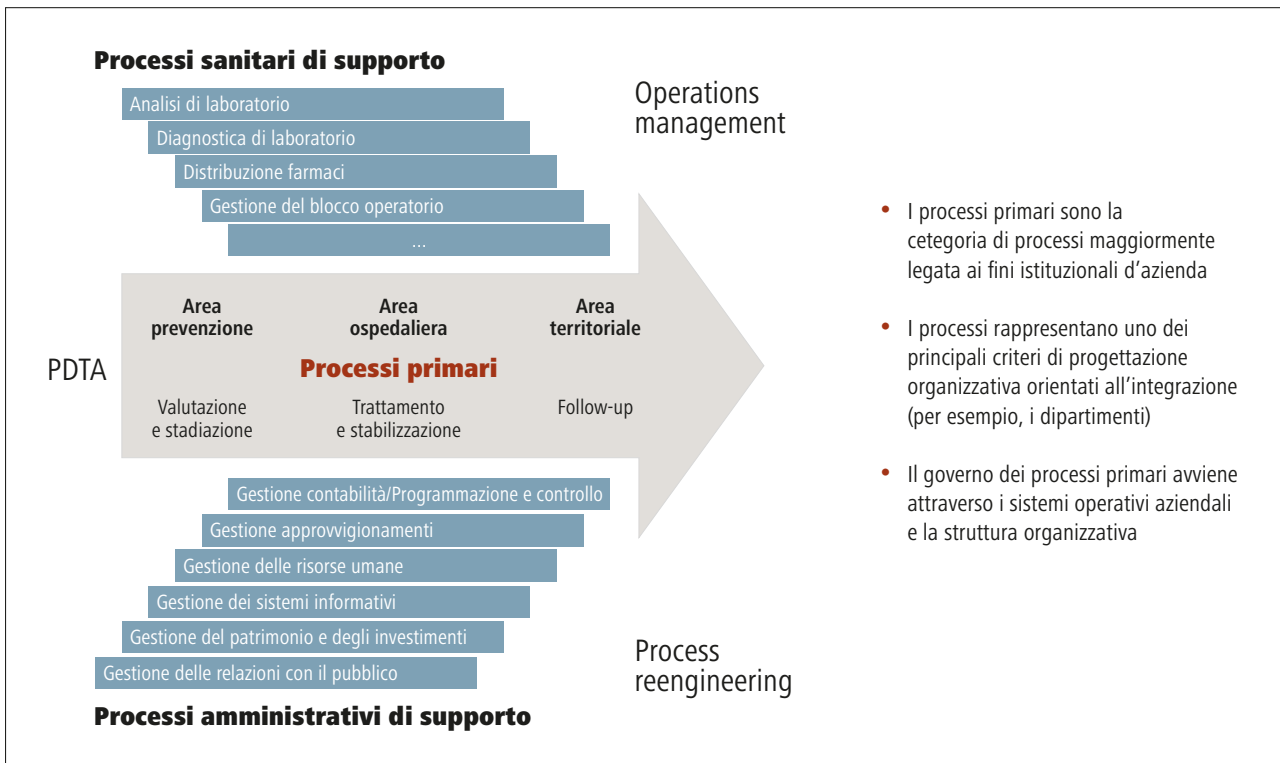 Processi sanitari di supporto
Analisi di laboratorio
Diagnostica di laboratorio
Distribuzione farmaci
Gestione del blocco operatorio
...
Operations
management
PDTA
Area
prevenzione
Area
ospedaliera
Area
territoriale
Processi primari
Valutazione
e stadiazione
Trattamento
e stabilizzazione
Follow-up
Gestione contabilità/Programmazione e controllo
Gestione approvvigionamenti
Gestione delle risorse umane
Gestione dei sistemi informativi
Gestione del patrimonio e degli investimenti
Gestione delle relazioni con il pubblico
Processi amministrativi di supporto
Process
reengineering
• I processi primari sono la
cetegoria di processi maggiormente
legata ai fini istituzionali d’azienda
• I processi rappresentano uno dei
principali criteri di progettazione
organizzativa orientati all’integrazione
(per esempio, i dipartimenti)
• Il governo dei processi primari avviene
attraverso i sistemi operativi aziendali
e la struttura organizzativa